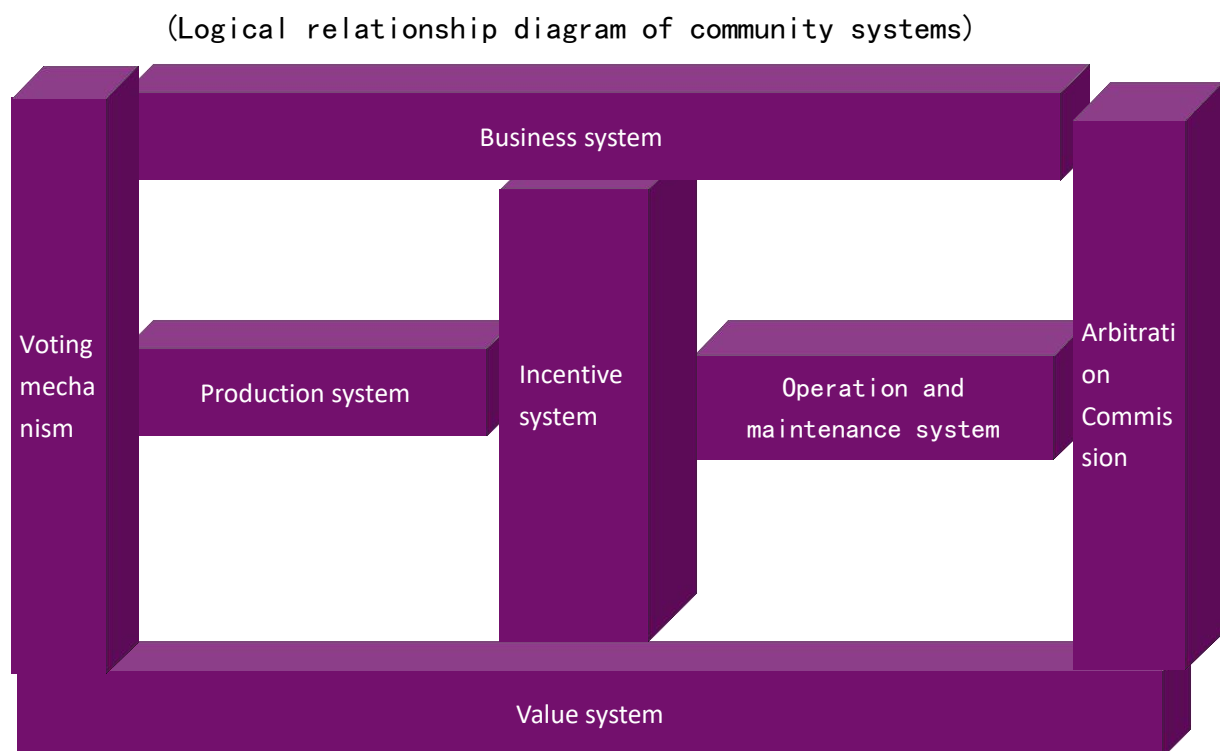 (Logical relationship diagram of community systems)
Business system
Voting
mecha
nism
Production system
Incentive
system
Operation and
maintenance system
Arbitrati
on
Commis
sion
Value system